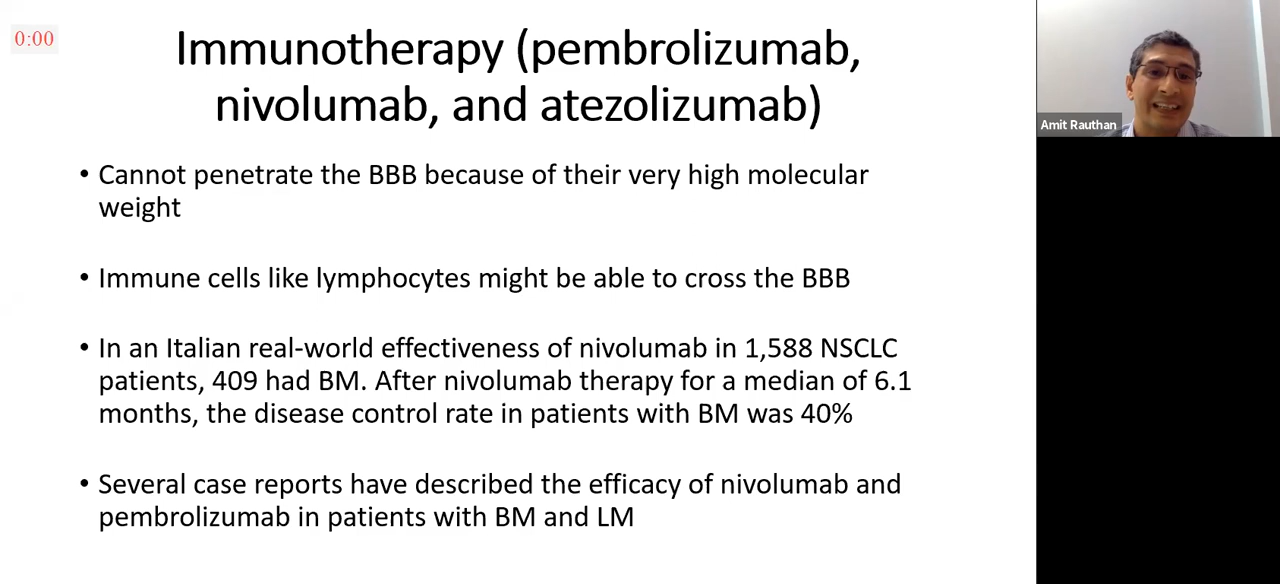 0:00
Immunotherapy (pembrolizumab,
nivolumab, and atezolizumab)
• Cannot penetrate the BBB because of their very high molecular
weight
• Immune cells like lymphocytes might be able to cross the BBB
• In an Italian real-world effectiveness of nivolumab in 1,588 NSCLC
patients, 409 had BM. After nivolumab therapy for a median of 6.1
months, the disease control rate in patients with BM was 40%
• Several case reports have described the efficacy of nivolumab and
pembrolizumab in patients with BM and LM
Amit Rauthan